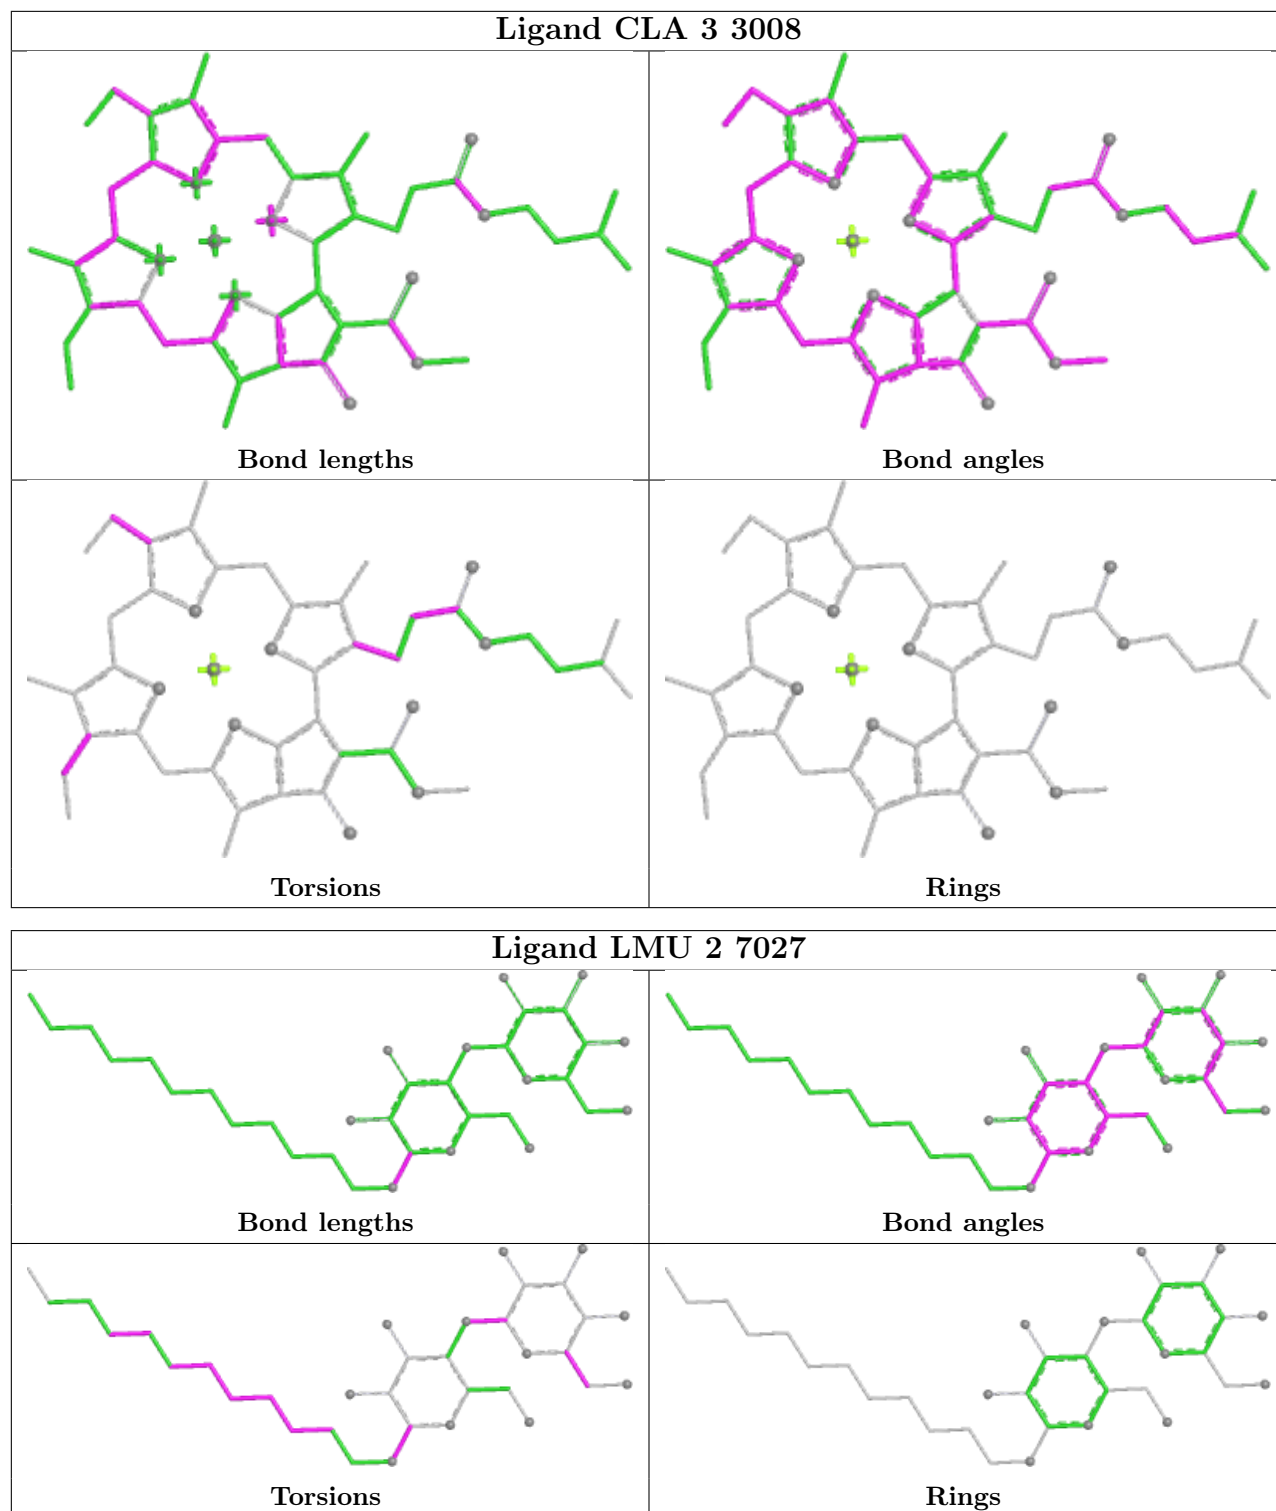 Ligand CLA 3 3008
Bond lengths
Bond angles
Torsions
Rings
Ligand LMU 2 7027
Bond lengths
Bond angles
Torsions
Rings